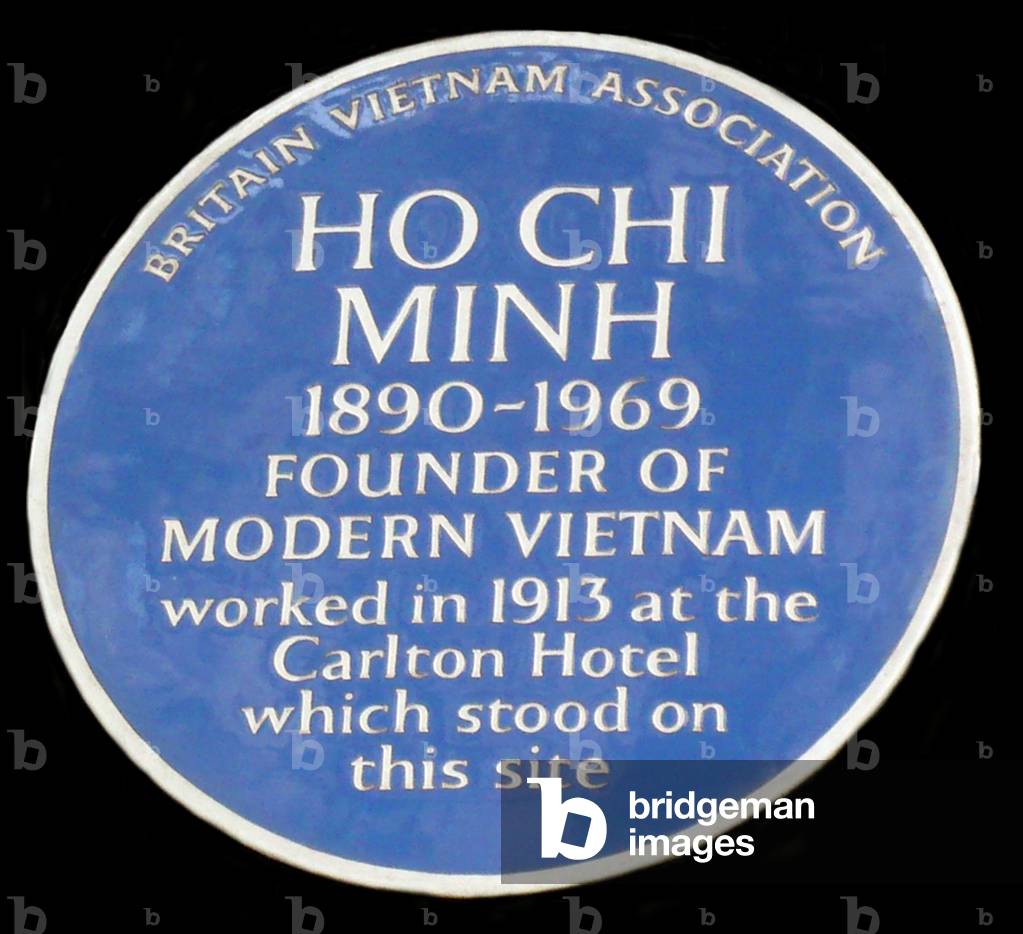 BRITAIN VIETNAM ASSOCIATION
HO CHI
MINH
1890-1969
FOUNDER OF
MODERN VIETNAM
worked in 1913 at the
Carlton Hotel
which stood on
this site
b bridgeman
images